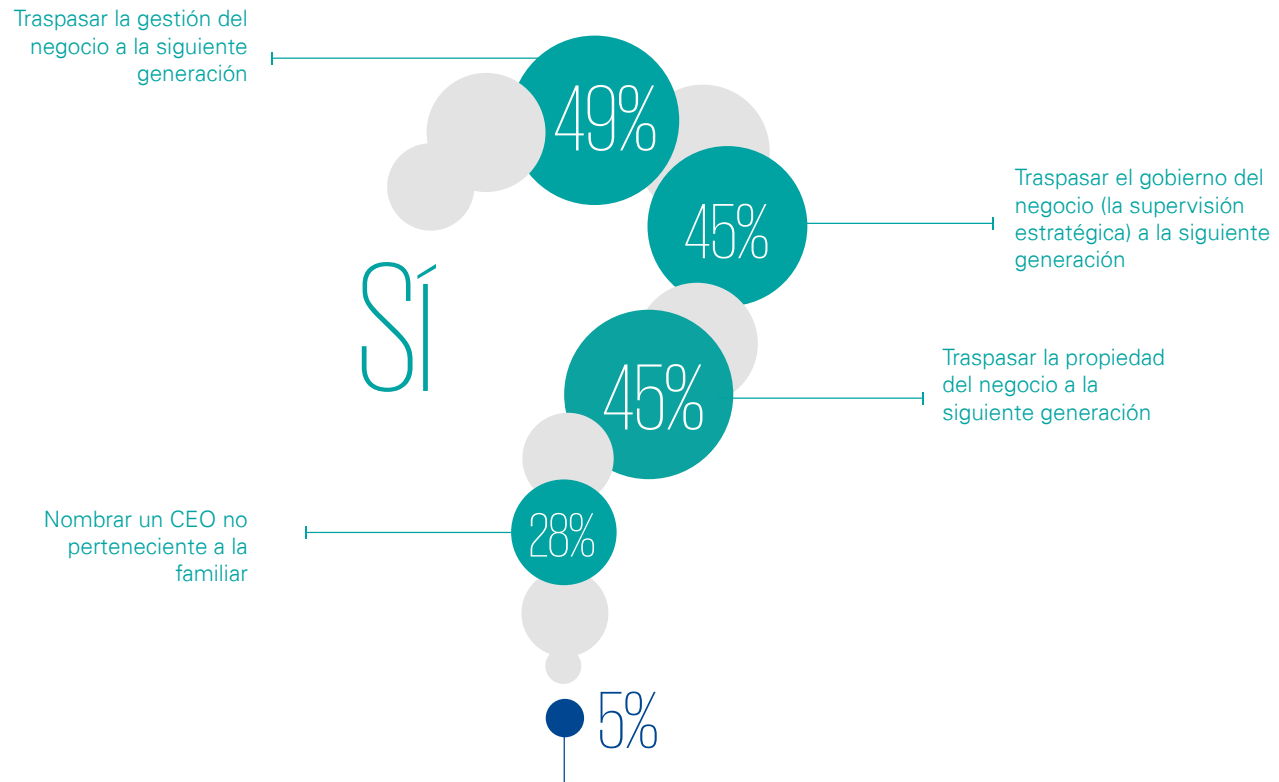 Traspasar la gestión del
negocio a la siguiente
generación
49%
45%
Traspasar el gobierno del
negocio (la supervisión
estratégica) a la siguiente
generación
SÍ
45%
Traspasar la propiedad
del negocio a la
siguiente generación
Nombrar un CEO no
perteneciente a la
familiar
28%
5%